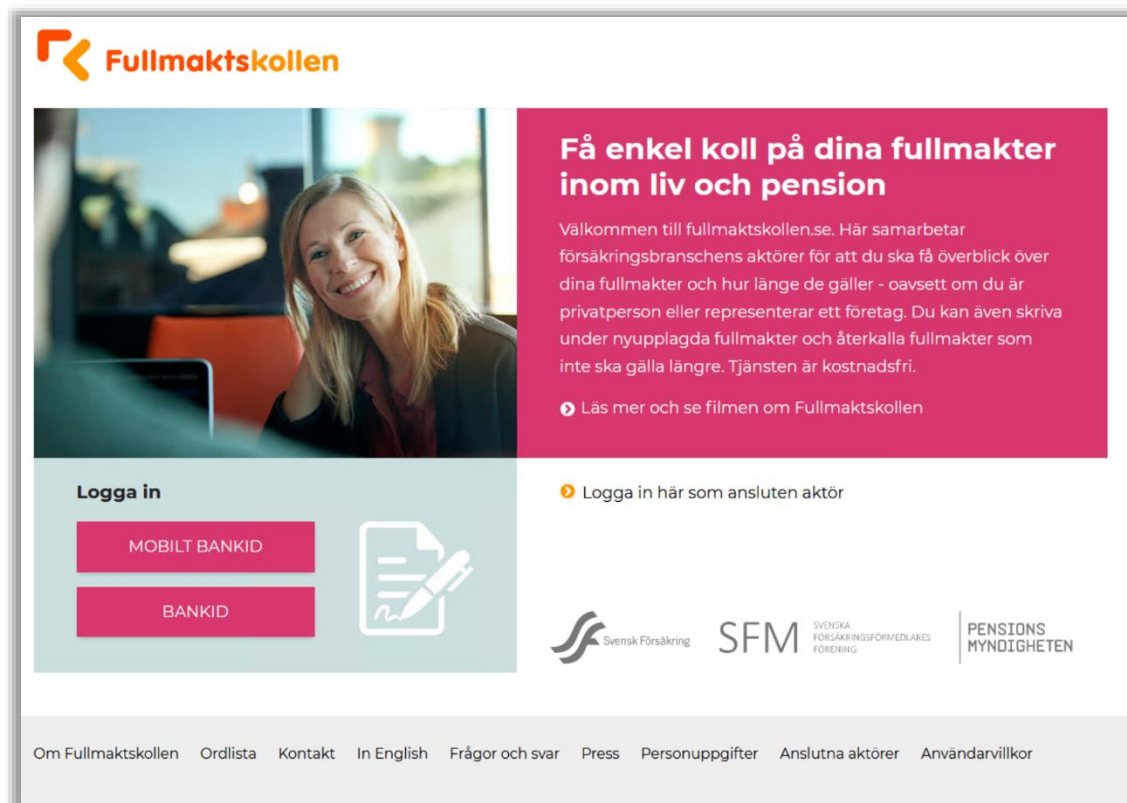 Fullmaktskollen
Få enkel koll på dina fullmakter
inom liv och pension
Välkommen till fullmaktskollen.se. Här samarbetar
försäkringsbranschens aktörer för att du ska få överblick över
dina fullmakter och hur länge de gäller - oavsett om du är
privatperson eller representerar ett företag. Du kan även skriva
under nyupplagda fullmakter och återkalla fullmakter som
inte ska gälla längre. Tjänsten är kostnadsfri.
Läs mer och se filmen om Fullmaktskollen
Logga in
MOBILT BANKID
BANKID
Logga in här som ansluten aktör
Svensk Försäkring
SFM
SVENSKA
FÖRSÄKRINGSFÖRMEDLARES
FÖRENING
PENSIONS
MYNDIGHETEN
Om Fullmaktskollen Ordlista Kontakt In English Frågor och svar Press Personuppgifter Anslutna aktörer Användarvillkor